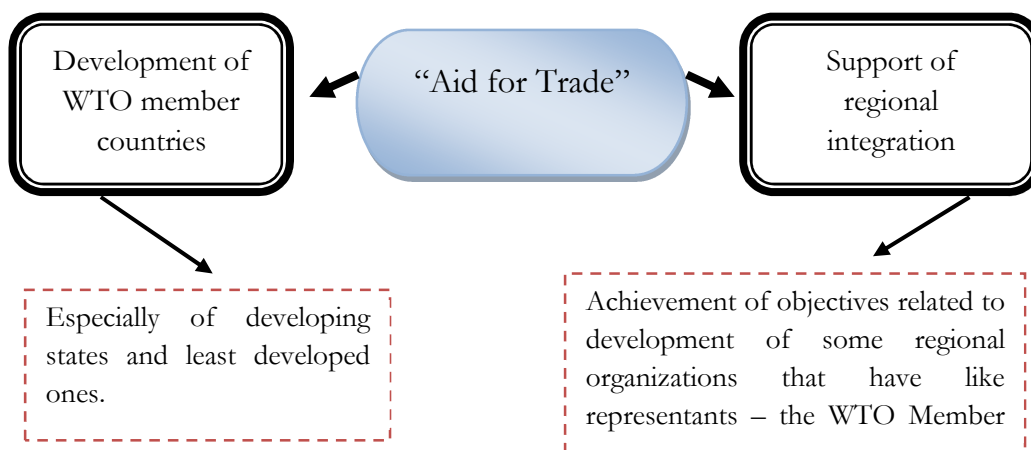 Development of
WTO member
countries
“Aid for Trade”
Support of
regional
integration
Especially of developing
states and least developed
ones.
Achievement of objectives related to
development of some regional
organizations that have like
representants – the WTO Member